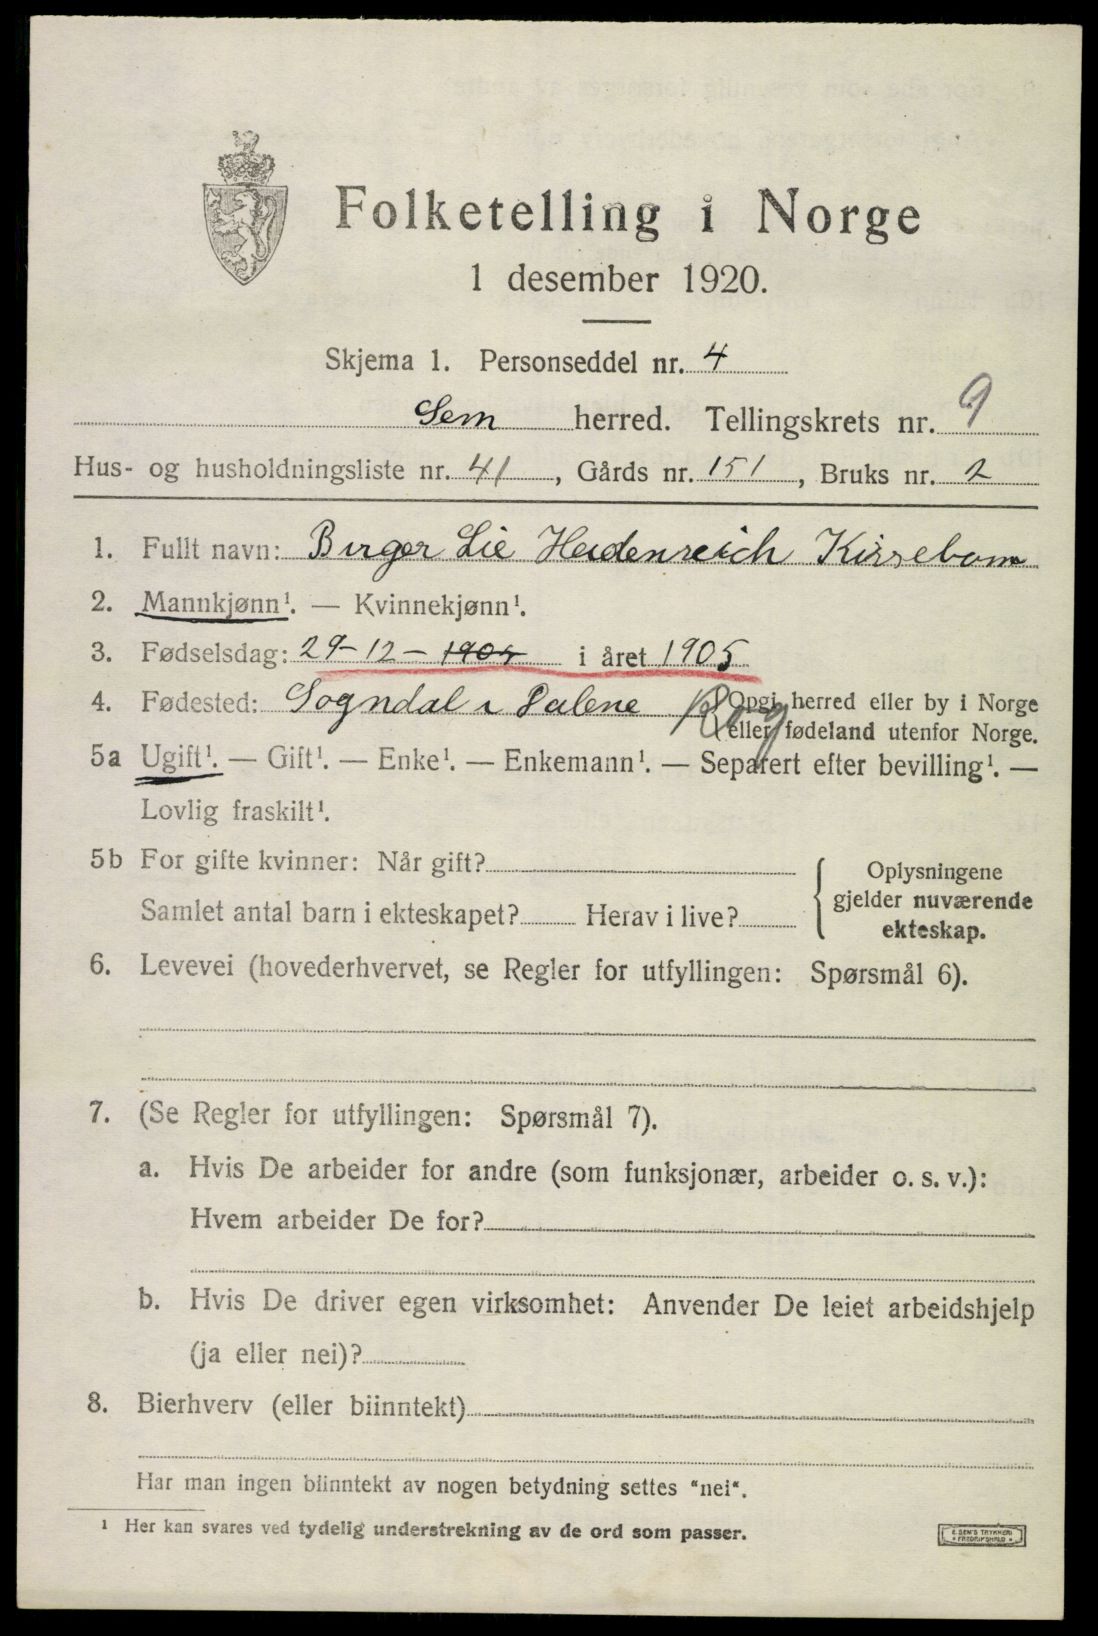 Folketelling i Norge
1 desember 1920.
Skjema 1. Personseddel nr. 4
Sem herred. Tellingskrets nr. 9
Hus- og husholdningsliste nr. 41, Gårds nr. 151, Bruks nr. 2
1. Fullt navn: Birger Lie Heidenreich Kirsebom
2. Mannkjønn¹. — Kvinnekjønn¹.
3. Fødselsdag: 29-12-1905 i året 1905
4. Fødested: Sogndal i Dalene Rog (Opgi herred eller by i Norge
eller fødeland utenfor Norge.
5a Ugift¹. — Gift¹. — Enke¹. — Enkemann¹. — Separert efter bevilling¹. —
Lovlig fraskilt¹.
5b For gifte kvinner: Når gift?
Samlet antal barn i ekteskapet? Herav i live?
{ Oplysningene
gjelder nuværende
ekteskap.
6. Levevei (hovederhvervet, se Regler for utfyllingen: Spørsmål 6).
7. (Se Regler for utfyllingen: Spørsmål 7).
a. Hvis De arbeider for andre (som funksjonær, arbeider o. s. v.):
Hvem arbeider De for?
b. Hvis De driver egen virksomhet: Anvender De leiet arbeidshjelp
(ja eller nei)?
8. Bierhverv (eller biinntekt)
Har man ingen biinntekt av nogen betydning settes "nei".
¹ Her kan svares ved tydelig understrekning av de ord som passer.
E. SEM'S TRYKKERI
FREDRIKSHALD